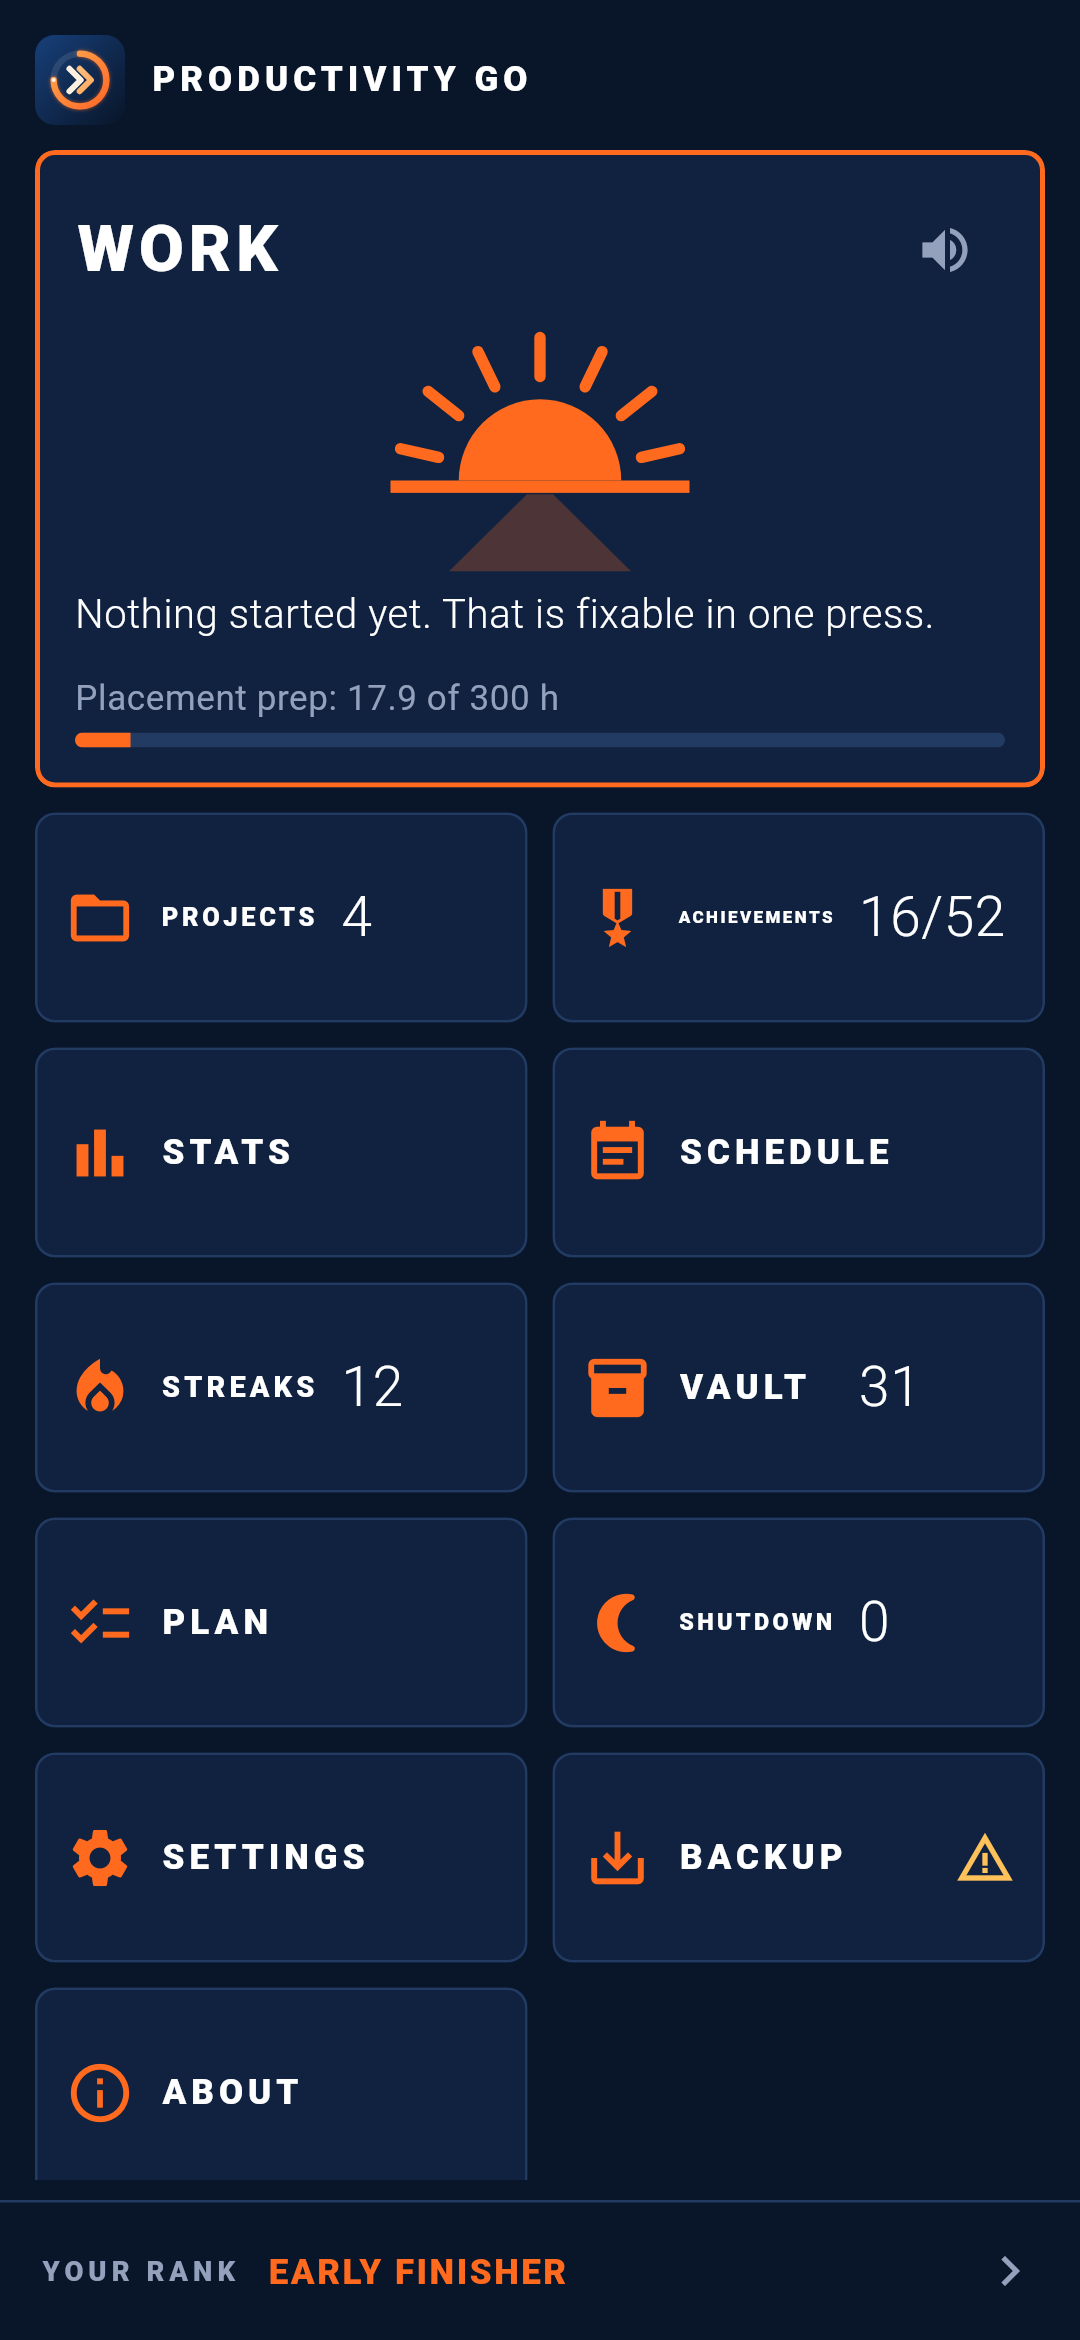 PRODUCTIVITY GO
WORK
Nothing started yet. That is fixable in one press.
Placement prep: 17.9 of 300 h
PROJECTS 4
ACHIEVEMENTS 16/52
STATS
SCHEDULE
STREAKS 12
VAULT 31
PLAN
SHUTDOWN 0
SETTINGS
BACKUP
ABOUT
YOUR RANK EARLY FINISHER